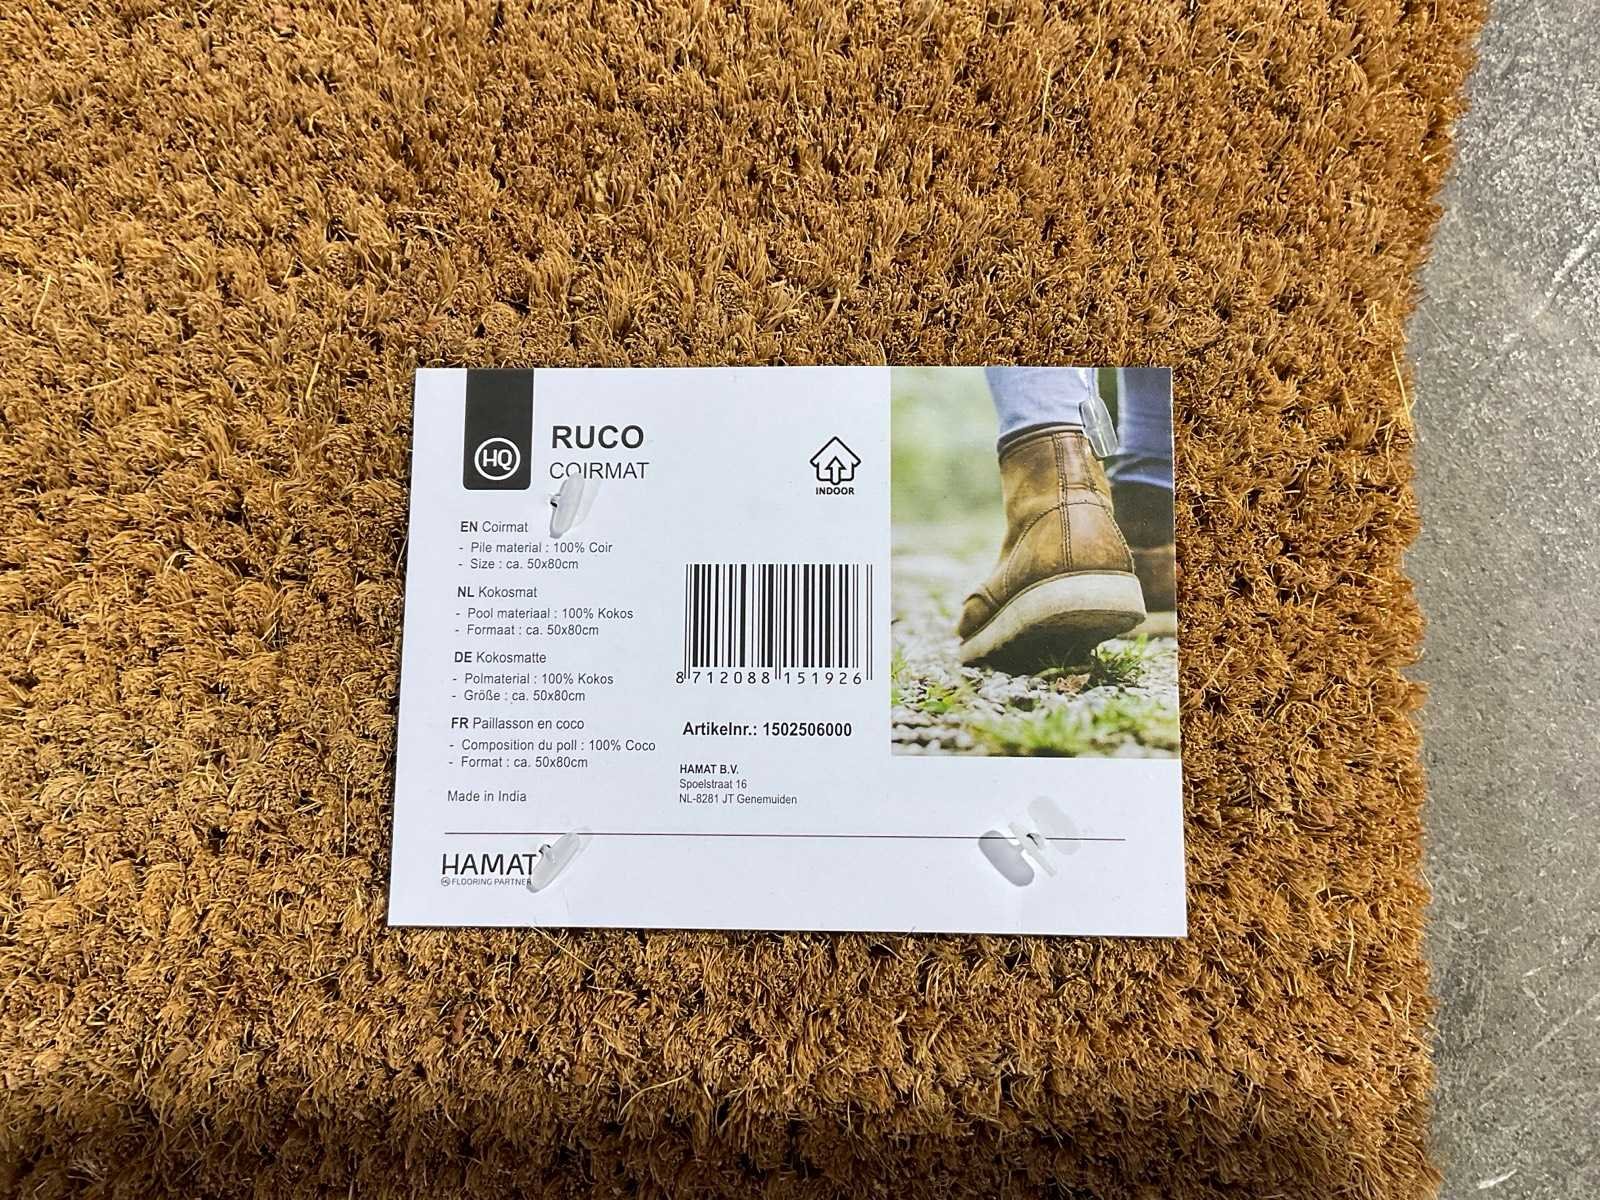 HQ
RUCO
COIRMAT
INDOOR
EN Coirmat
- Pile material : 100% Coir
- Size : ca. 50x80cm
NL Kokosmat
- Pool materiaal : 100% Kokos
- Formaat : ca. 50x80cm
DE Kokosmatte
- Polmaterial : 100% Kokos
- Größe : ca. 50x80cm
FR Paillasson en coco
- Composition du poll : 100% Coco
- Format : ca. 50x80cm
Made in India
8 712088 151926
Artikelnr.: 1502506000
HAMAT B.V.
Spoelstraat 16
NL-8281 JT Genemuiden
HAMAT
HQ FLOORING PARTNER